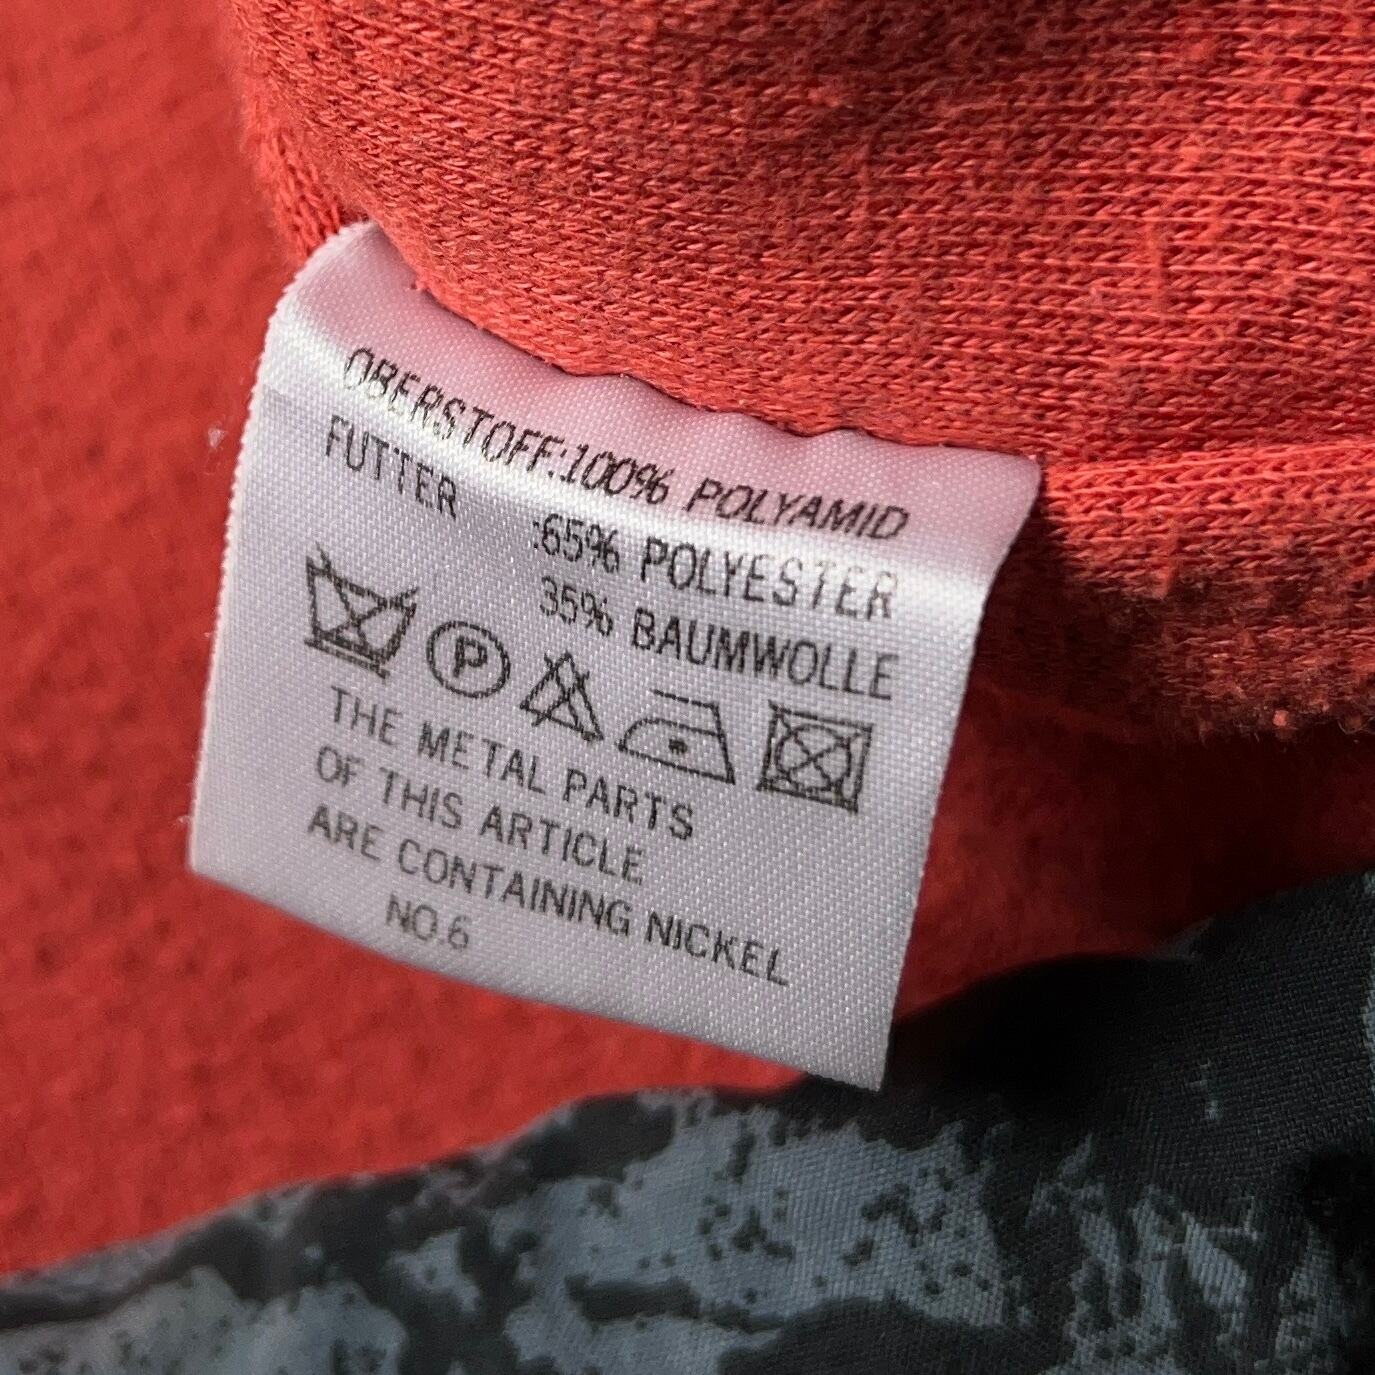 OBERSTOFF:100% POLYAMID
FUTTER :65% POLYESTER
35% BAUMWOLLE
P
THE METAL PARTS
OF THIS ARTICLE
ARE CONTAINING NICKEL
NO.6